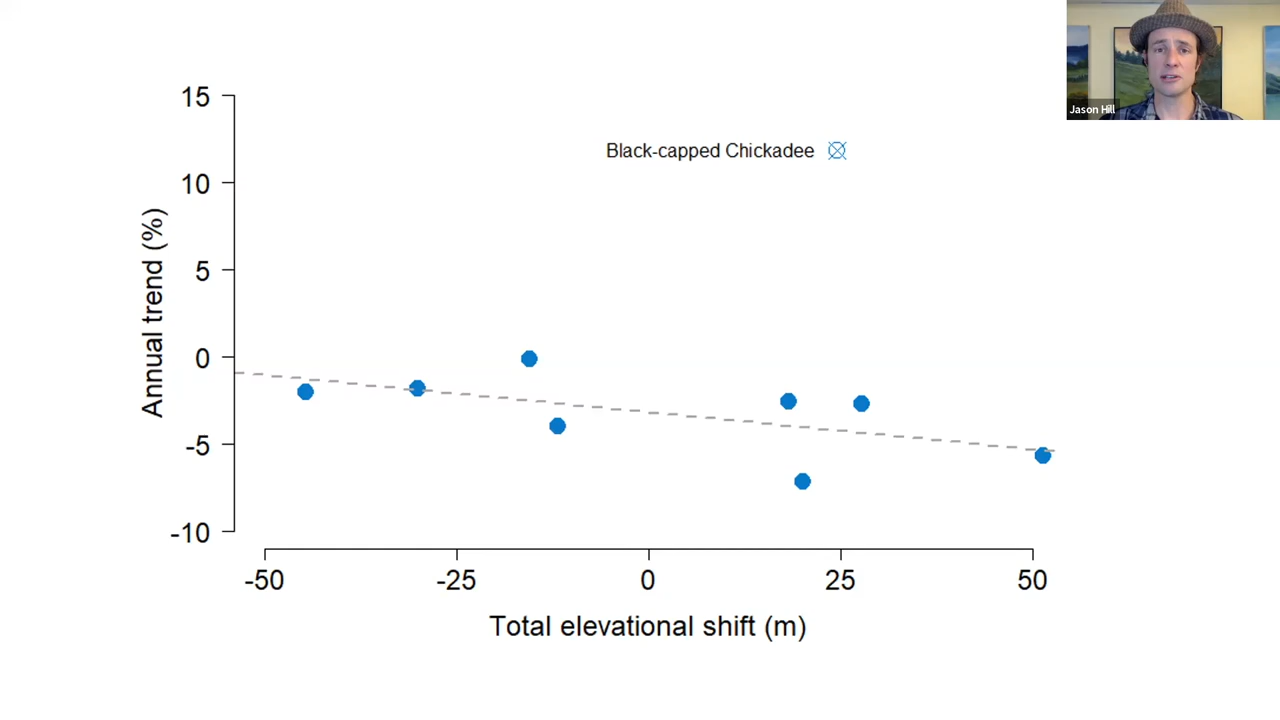 Jason Hill
15
Black-capped Chickadee
10
5
0
-5
-10
Annual trend (%)
-50
-25
0
25
50
Total elevational shift (m)